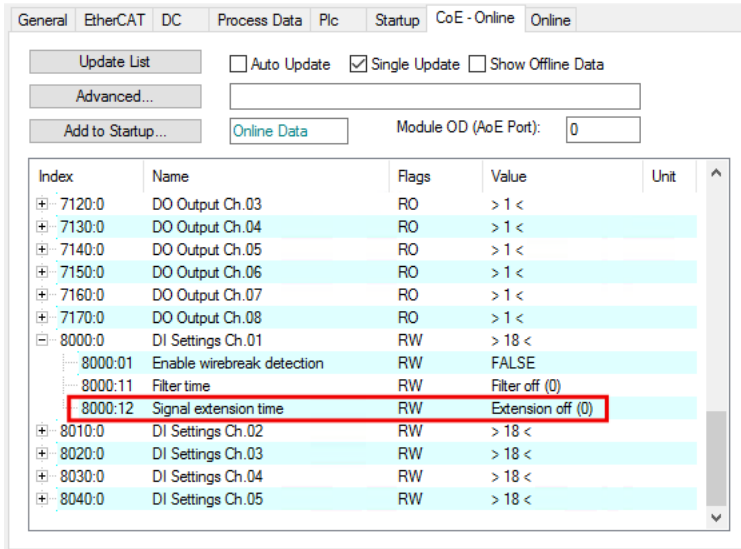 General EtherCAT DC Process Data Plc Startup CoE - Online Online
Update List Auto Update Single Update Show Offline Data
Advanced...
Add to Startup... Online Data Module OD (AoE Port): 0
Index Name Flags Value Unit
7120:0 DO Output Ch.03 RO > 1 <
7130:0 DO Output Ch.04 RO > 1 <
7140:0 DO Output Ch.05 RO > 1 <
7150:0 DO Output Ch.06 RO > 1 <
7160:0 DO Output Ch.07 RO > 1 <
7170:0 DO Output Ch.08 RO > 1 <
8000:0 DI Settings Ch.01 RW > 18 <
8000:01 Enable wirebreak detection RW FALSE
8000:11 Filter time RW Filter off (0)
8000:12 Signal extension time RW Extension off (0)
8010:0 DI Settings Ch.02 RW > 18 <
8020:0 DI Settings Ch.03 RW > 18 <
8030:0 DI Settings Ch.04 RW > 18 <
8040:0 DI Settings Ch.05 RW > 18 <